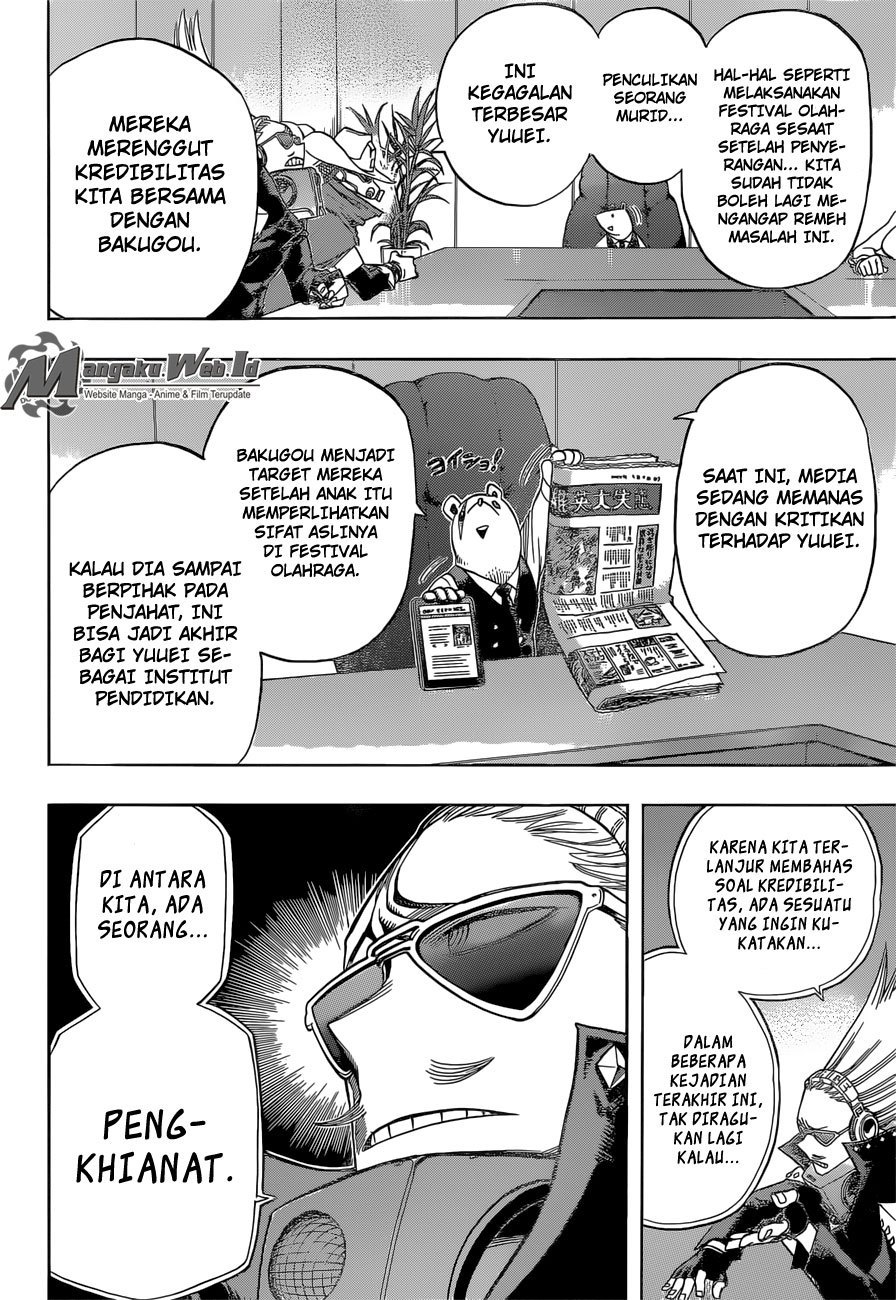 HAL-HAL SEPERTI
MELAKSANAKAN
FESTIVAL OLAH-
RAGA SESAAT
SETELAH PENYE-
RANGAN... KITA
SUDAH TIDAK
BOLEH LAGI ME-
NGANGAP REMEH
MASALAH INI.
PENCULIKAN
SEORANG
MURID...
INI
KEGAGALAN
TERBESAR
YUUEI.
MEREKA
MERENGGUT
KREDIBILITAS
KITA BERSAMA
DENGAN
BAKUGOU.
Mangaku.Web.Id
Website Manga - Anime & Film Terupdate
SAAT INI, MEDIA
SEDANG MEMANAS
DENGAN KRITIKAN
TERHADAP YUUEI.
ヨイショ!
雄英大失態
BAKUGOU MENJADI
TARGET MEREKA
SETELAH ANAK ITU
MEMPERLIHATKAN
SIFAT ASLINYA
DI FESTIVAL
OLAHRAGA.
KALAU DIA SAMPAI
BERPIHAK PADA
PENJAHAT, INI
BISA JADI AKHIR
BAGI YUUEI SE-
BAGAI INSTITUT
PENDIDIKAN.
KARENA KITA TER-
LANJUR MEMBAHAS
SOAL KREDIBILI-
TAS, ADA SESUATU
YANG INGIN KU-
KATAKAN...
DALAM
BEBERAPA
KEJADIAN
TERAKHIR INI,
TAK DIRAGU-
KAN LAGI
KALAU...
DI ANTARA
KITA, ADA
SEORANG...
PENG-
KHIANAT.